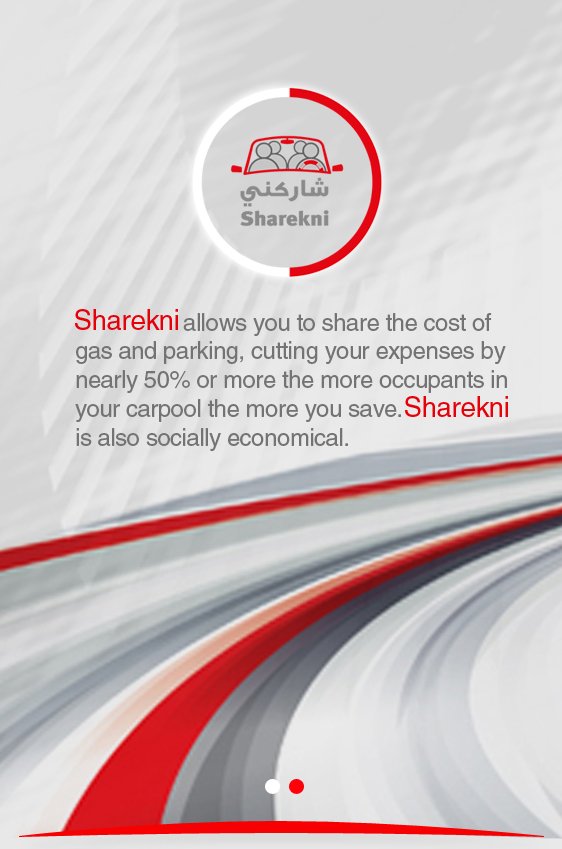 شاركني
Sharekni
Sharekni allows you to share the cost of
gas and parking, cutting your expenses by
nearly 50% or more the more occupants in
your carpool the more you save.Sharekni
is also socially economical.